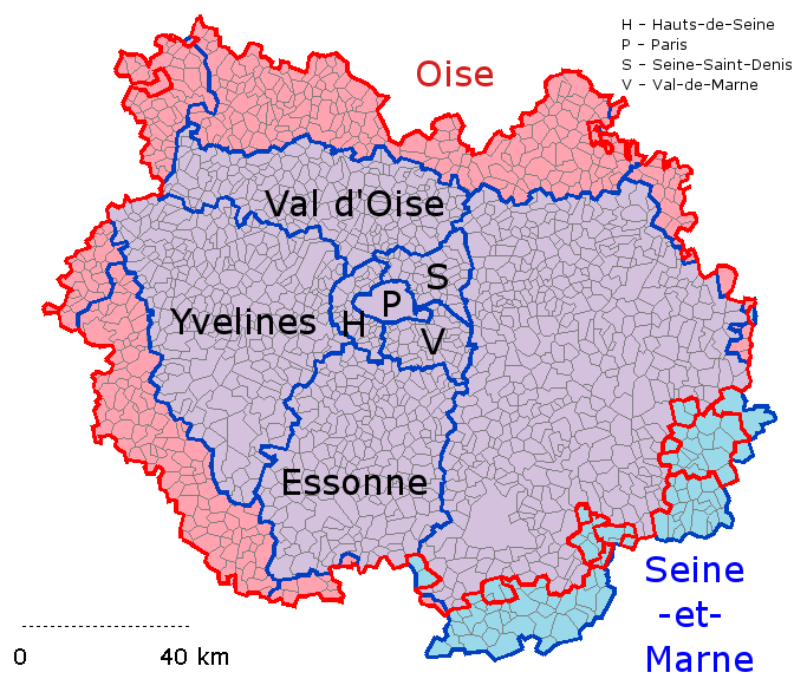 H – Hauts-de-Seine
P – Paris
S – Seine-Saint-Denis
V – Val-de-Marne
Oise
Val d'Oise
S
P
Yvelines
H
V
Essonne
Seine
-et-
Marne
0 40 km